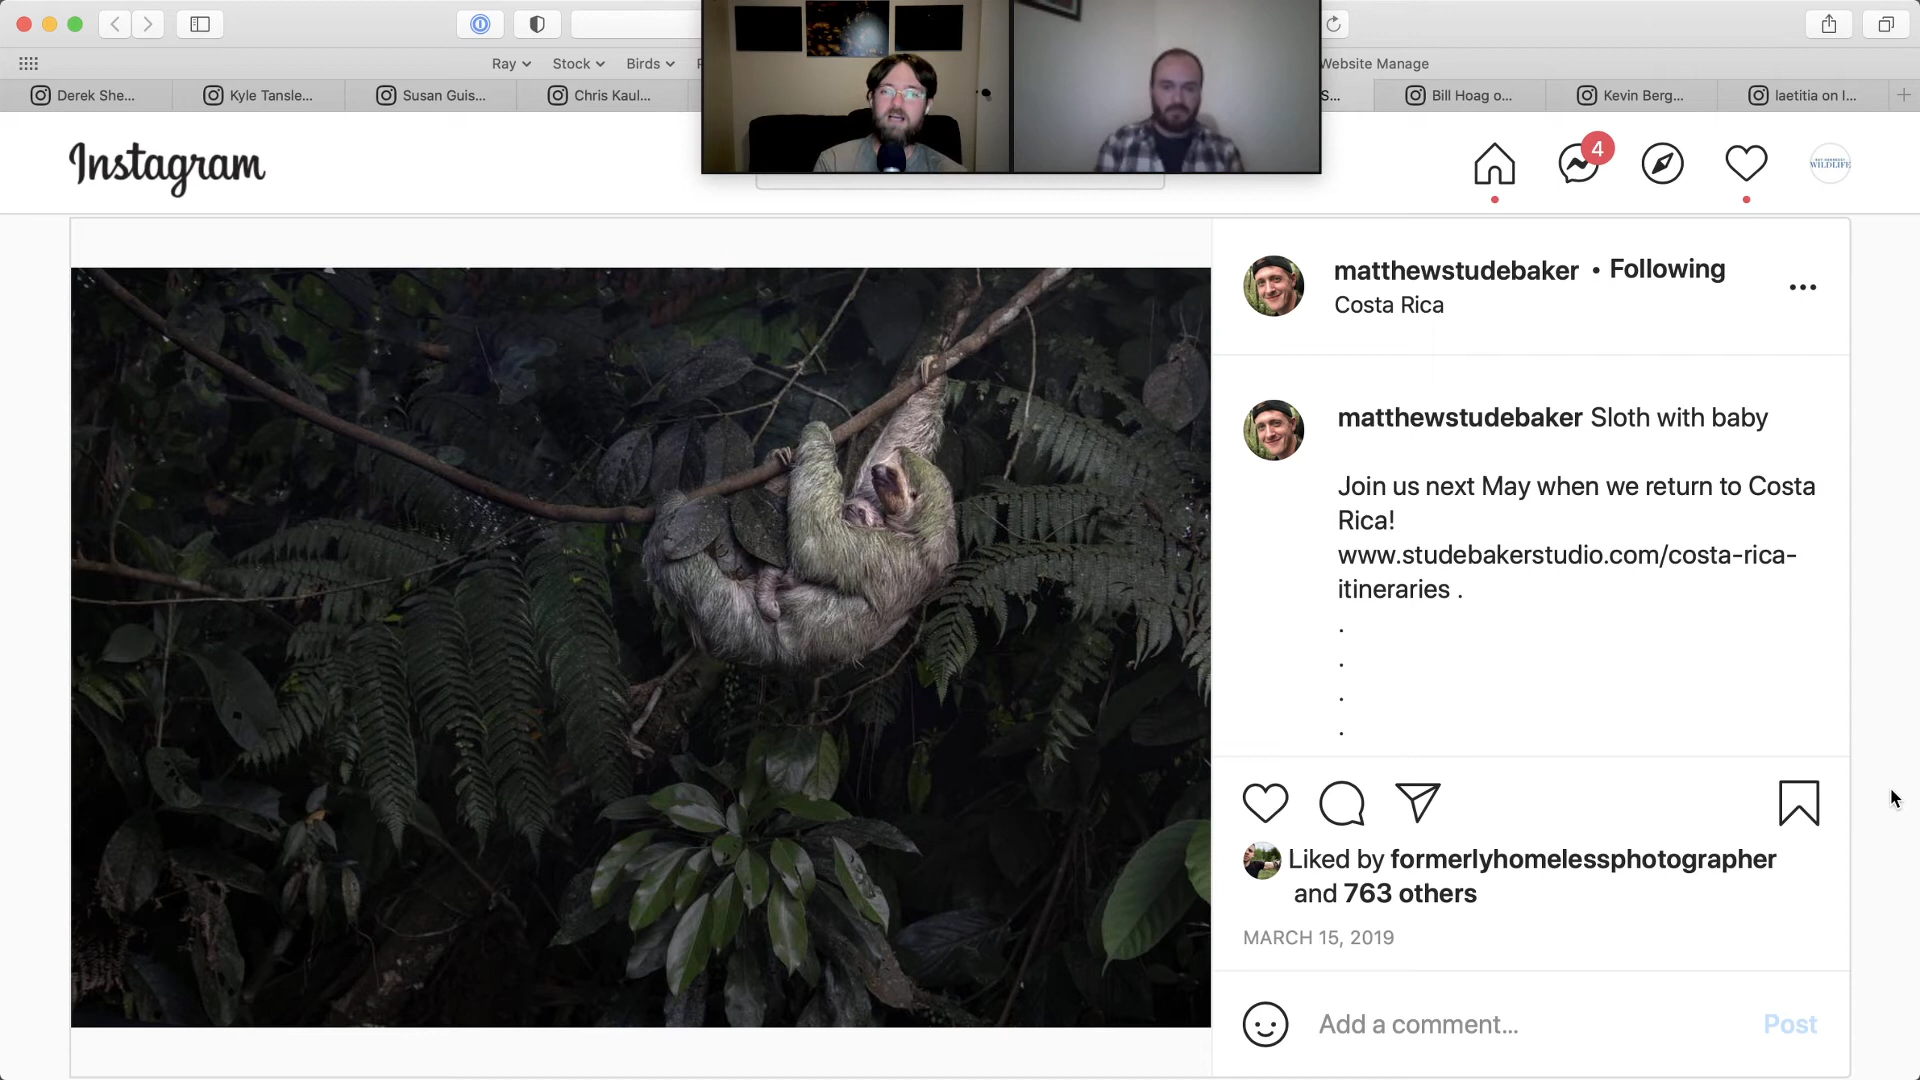 Ray
Stock
Birds
Website Manage
Derek She...
Kyle Tansle...
Susan Guis...
Chris Kaul...
S...
Bill Hoag o...
Kevin Berg...
laetitia on I...
Instagram
4
WILDLIFE
matthewstudebaker • Following
Costa Rica
matthewstudebaker Sloth with baby
Join us next May when we return to Costa
Rica!
www.studebakerstudio.com/costa-rica-
itineraries .
.
.
.
.
Liked by formerlyhomelessphotographer
and 763 others
MARCH 15, 2019
Add a comment...
Post